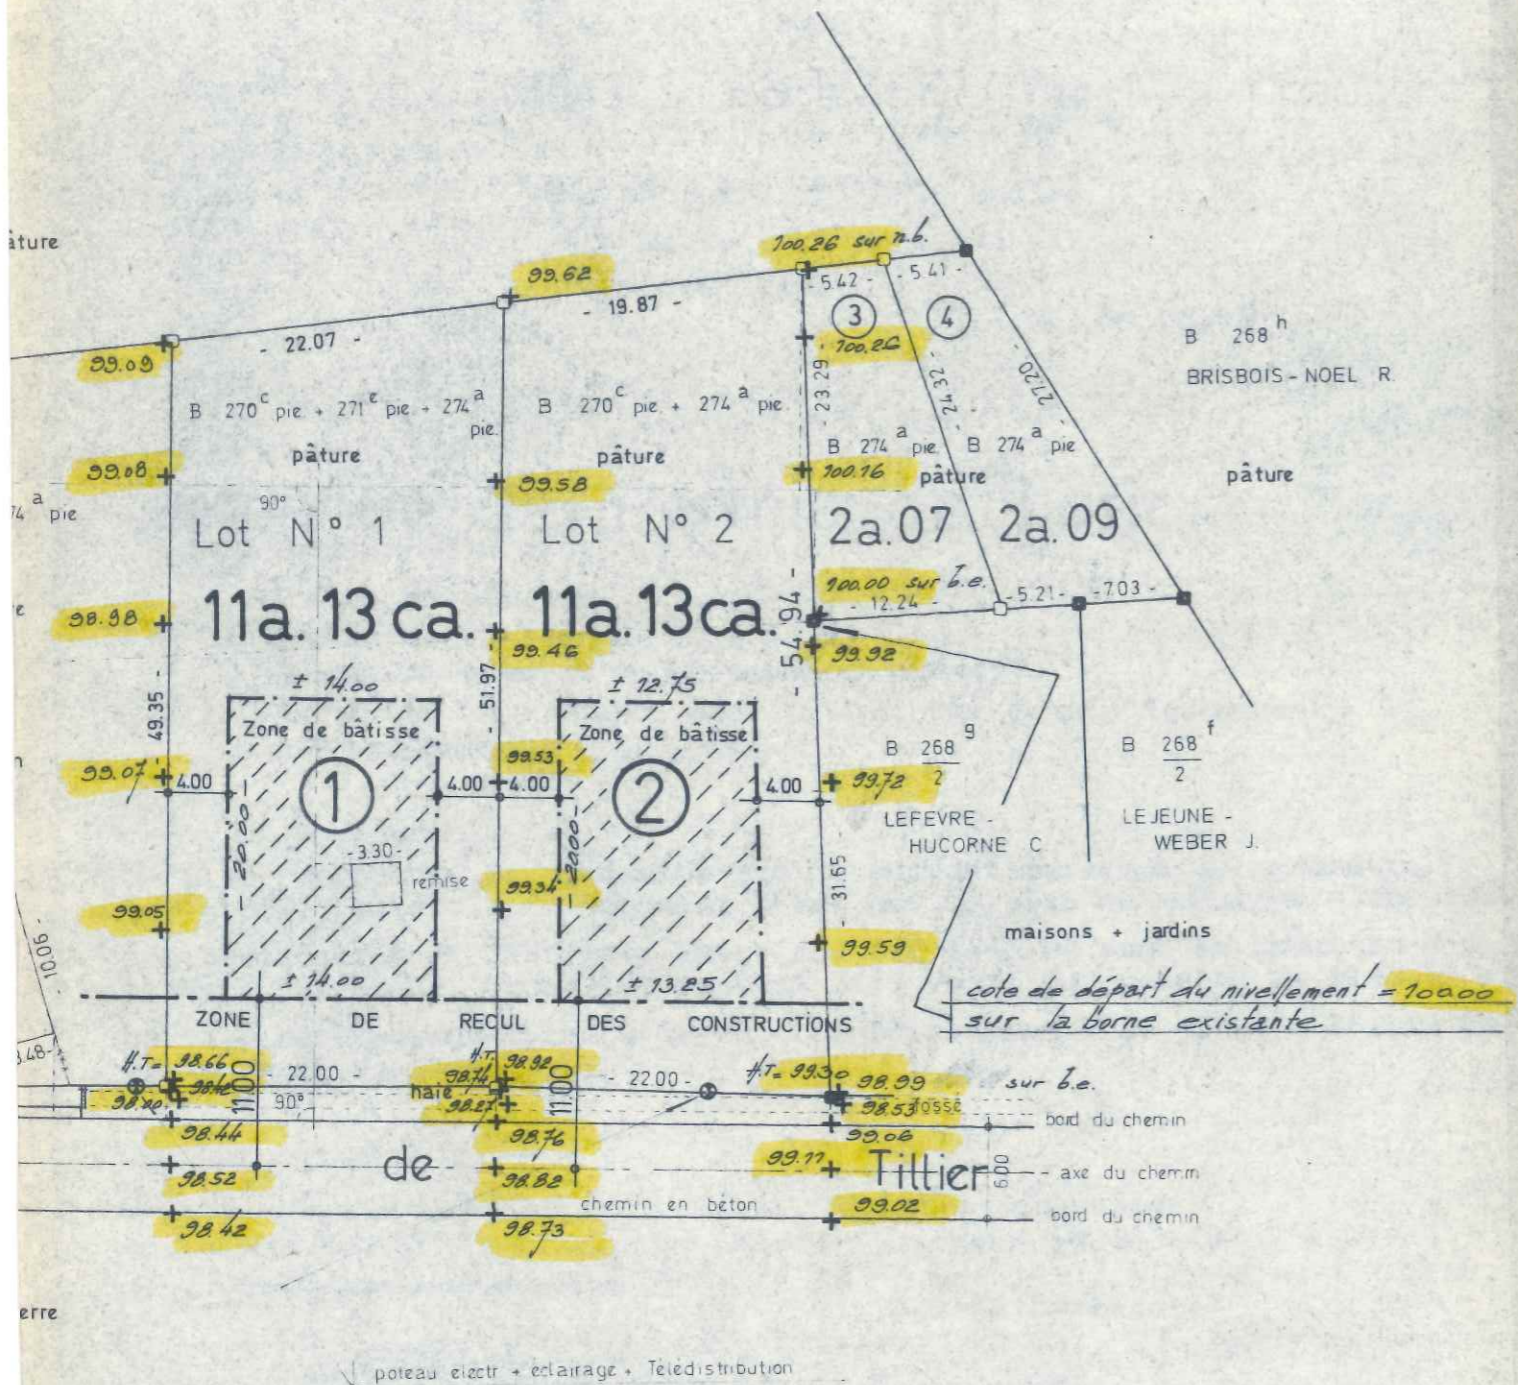 âture
100.26 sur n.b.
99.62
- 5.42 -
- 5.41 -
- 19.87 -
3
4
- 22.07 -
99.09
100.26
B 268 h
BRISBOIS - NOEL R.
- 23.29 -
- 24.32 -
27.20 -
B 270 c pie. + 271 e pie. + 274 a pie.
B 270 c pie. + 274 a pie.
B 274 a pie.
B 274 a pie
pâture
pâture
99.08
99.58
100.16
pâture
pâture
90°
a pie
Lot N° 1
Lot N° 2
2a.07
2a.09
100.00 sur b.e.
- 12.24 -
- 5.21 -
- 7.03 -
98.98
11a. 13 ca.
11a. 13 ca.
99.46
- 54.94 -
99.92
- 49.35 -
- 51.97 -
± 14.00
± 12.75
Zone de bâtisse
Zone de bâtisse
99.53
B 268 g
2
B 268 f
2
99.07
4.00
1
4.00
4.00
2
4.00
99.72
LEFEVRE -
HUCORNE C
LEJEUNE -
WEBER J.
- 20.00 -
- 20.00 -
- 3.30 -
remise
99.34
- 31.65
99.05
- 10.06 -
99.59
maisons + jardins
± 14.00
± 13.25
cote de départ du nivellement = 100.00
sur la borne existante
ZONE DE RECUL DES CONSTRUCTIONS
3.48-
H.T= 98.66
H.T.
98.92
98.74
H.T= 99.30
98.99
sur b.e.
- 22.00 -
haie
- 22.00 -
11.00
90°
98.27
11.00
98.53
fossé
bord du chemin
98.44
98.76
99.06
98.52
de
98.82
99.11
Tillier
6.00
axe du chemin
chemin en béton
98.42
98.73
99.02
bord du chemin
erre
poteau electr + éclairage + Télédistribution